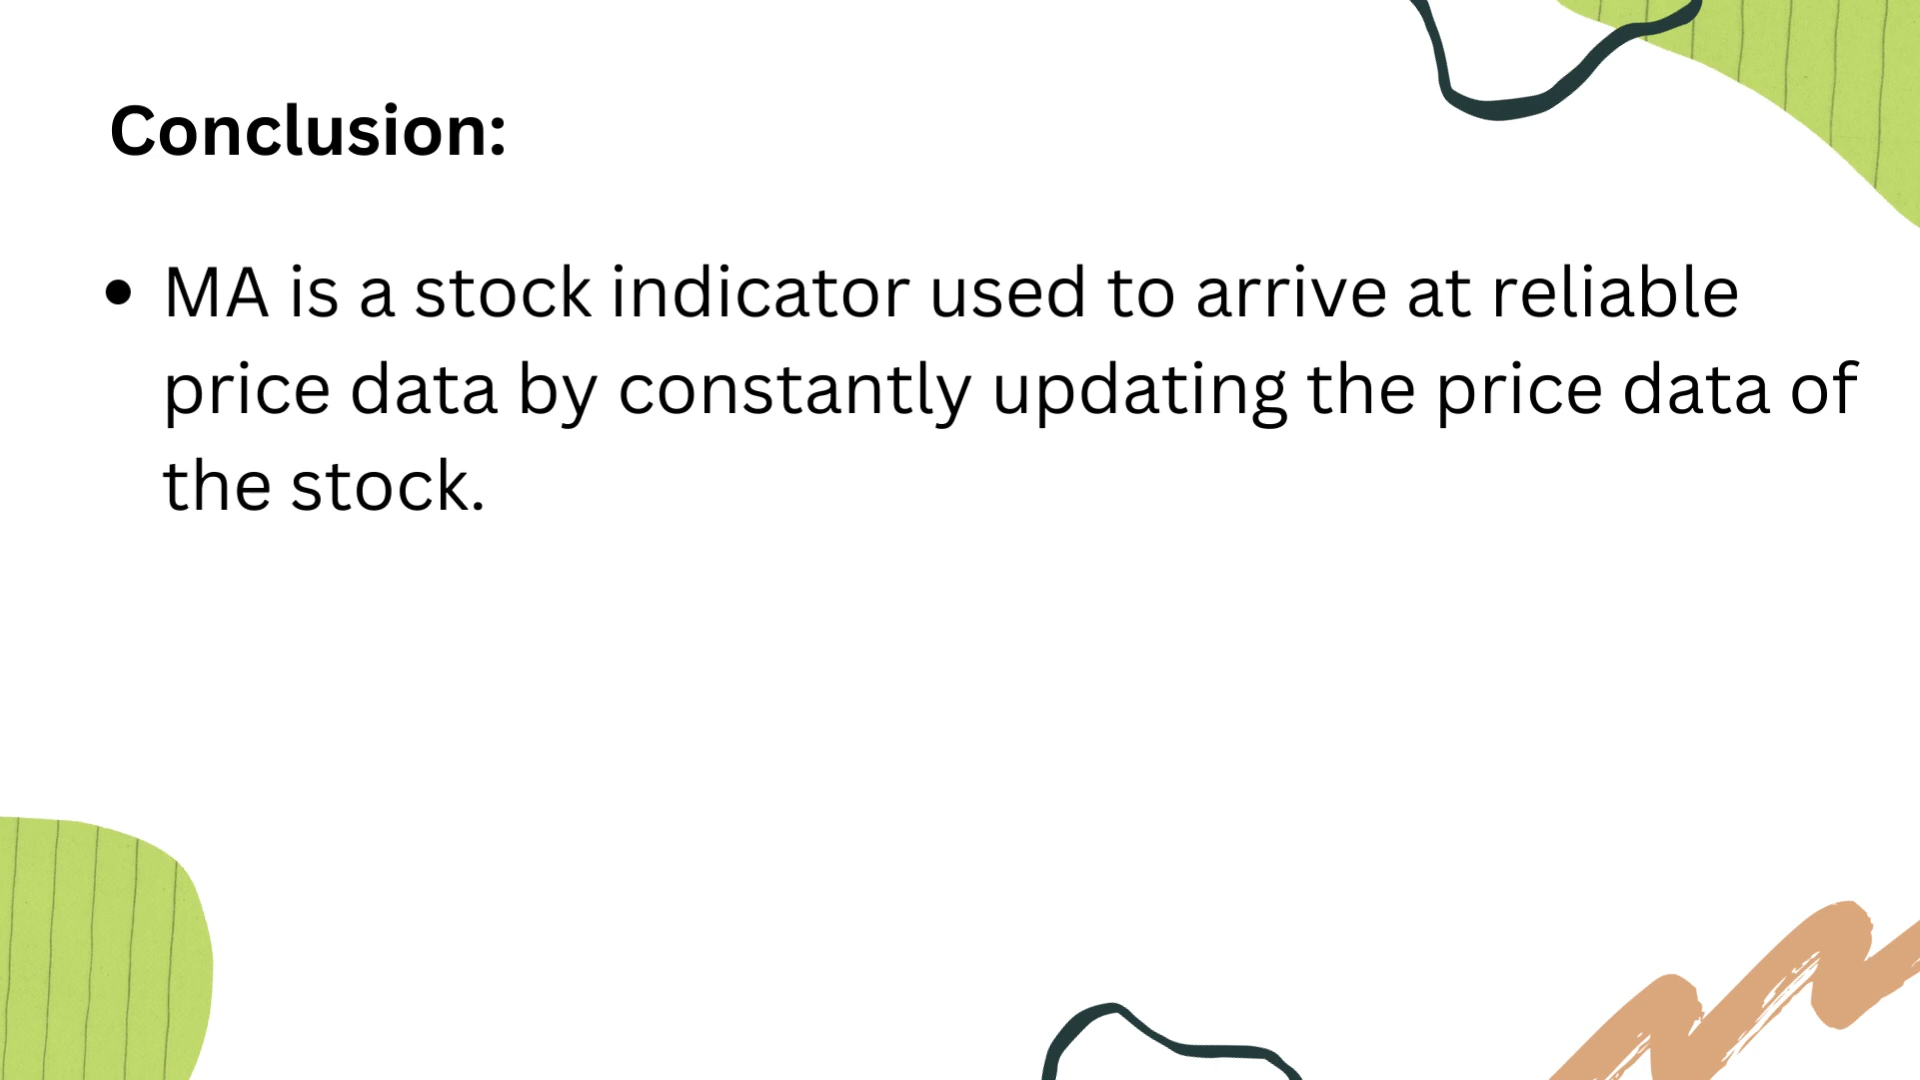 Conclusion:
• MA is a stock indicator used to arrive at reliable
price data by constantly updating the price data of
the stock.